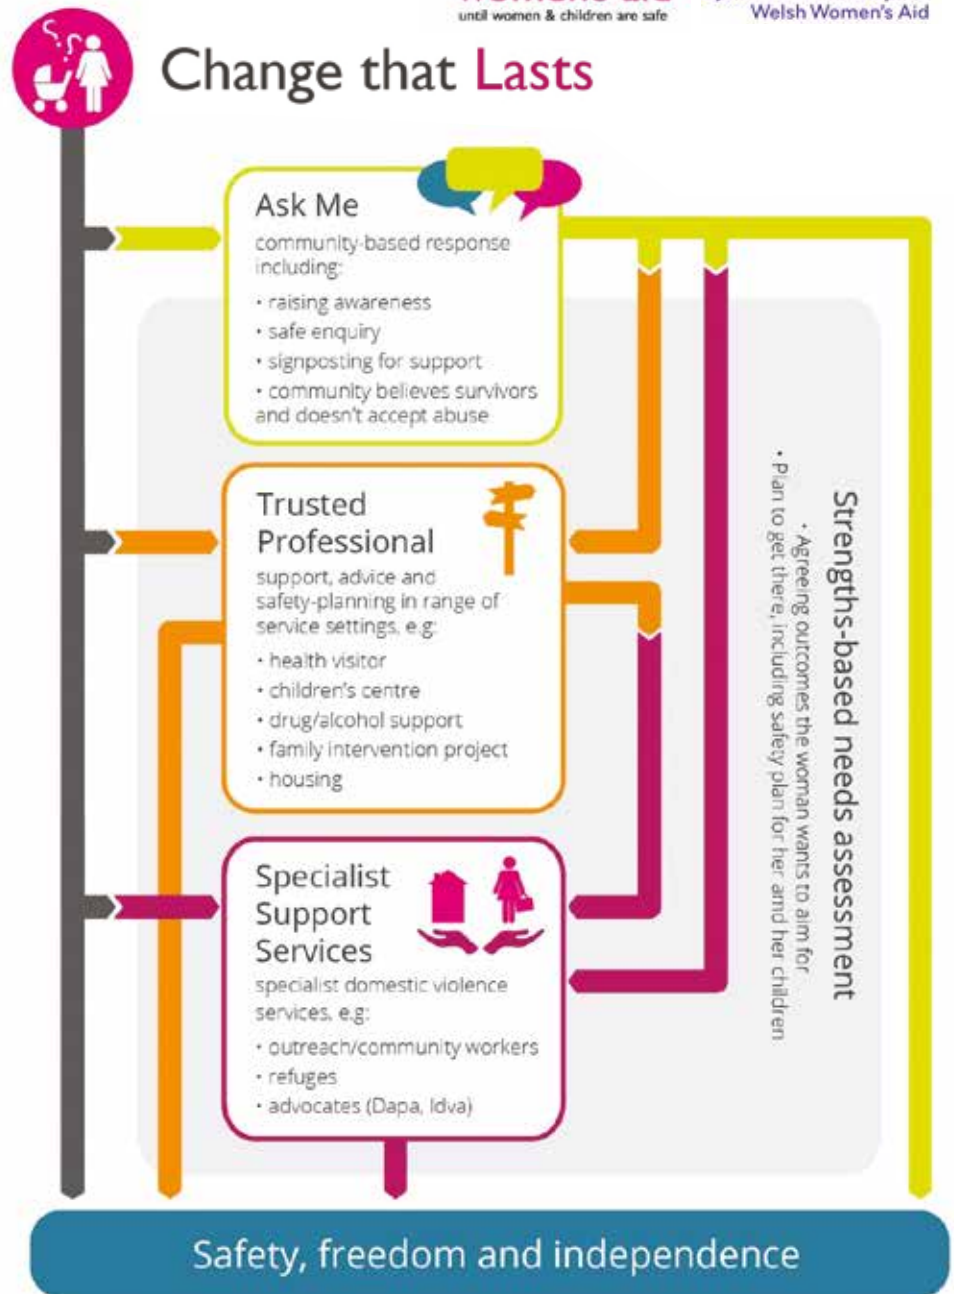 until women & children are safe
Welsh Women's Aid
Change that Lasts
Ask Me
community-based response
including:
• raising awareness
• safe enquiry
• signposting for support
• community believes survivors
and doesn't accept abuse
Trusted
Professional
support, advice and
safety-planning in range of
service settings, e.g:
• health visitor
• children's centre
• drug/alcohol support
• family intervention project
• housing
Specialist
Support
Services
specialist domestic violence
services, e.g:
• outreach/community workers
• refuges
• advocates (Dapa, Idva)
Strengths-based needs assessment
• Agreeing outcomes the woman wants to aim for
• Plan to get there, including safety plan for her amd her children
Safety, freedom and independence